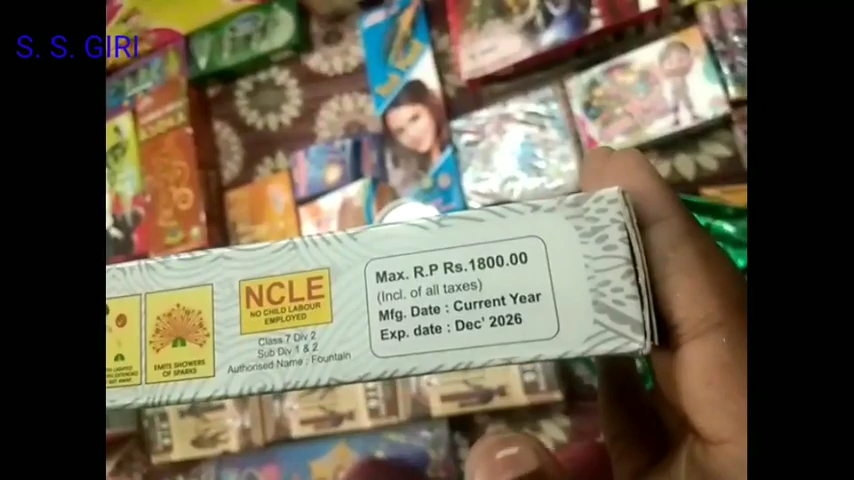 S. S. GIRI
NCLE
NO CHILD LABOUR
EMPLOYED
Class 7 Div 2
Sub Div 1 & 2
Authorised Name : Fountain
Max. R.P Rs.1800.00
(Incl. of all taxes)
Mfg. Date : Current Year
Exp. date : Dec' 2026
EMITS SHOWERS
OF SPARKS